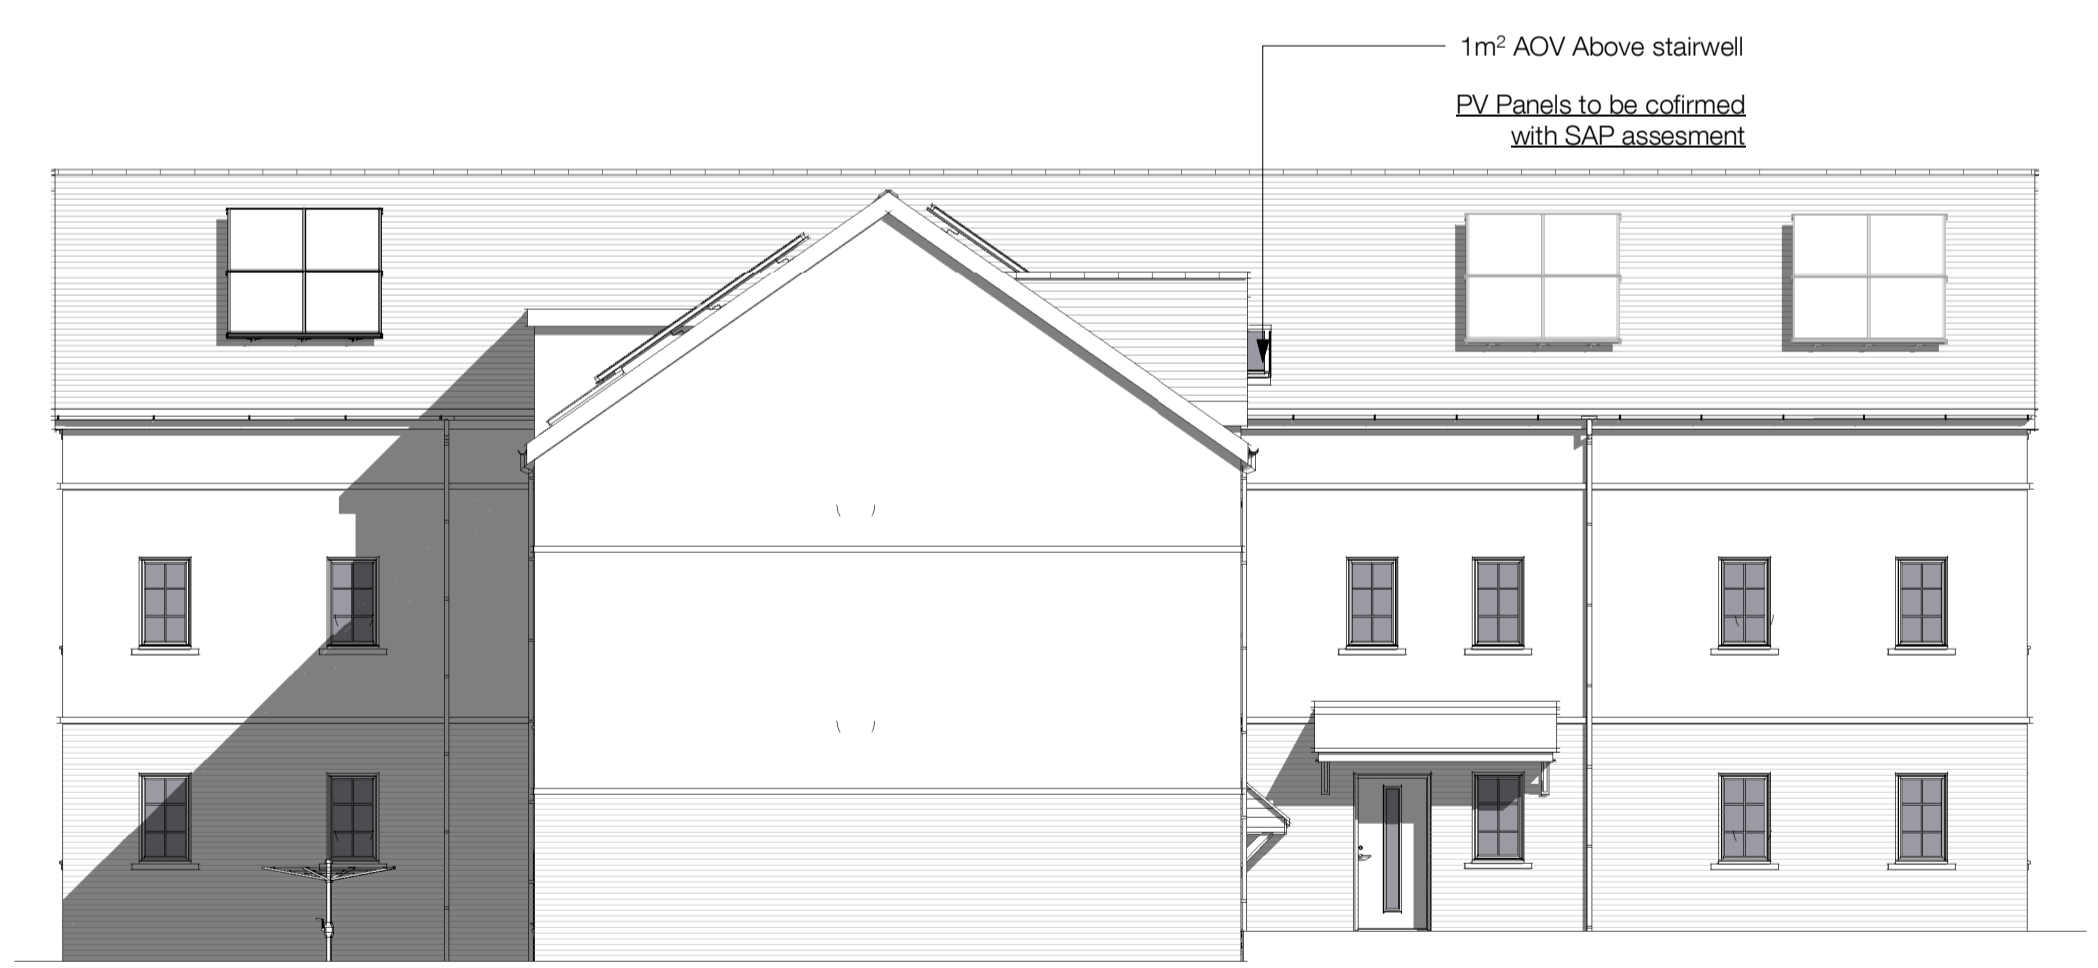 1m² AOV Above stairwell
PV Panels to be cofirmed
with SAP assesment